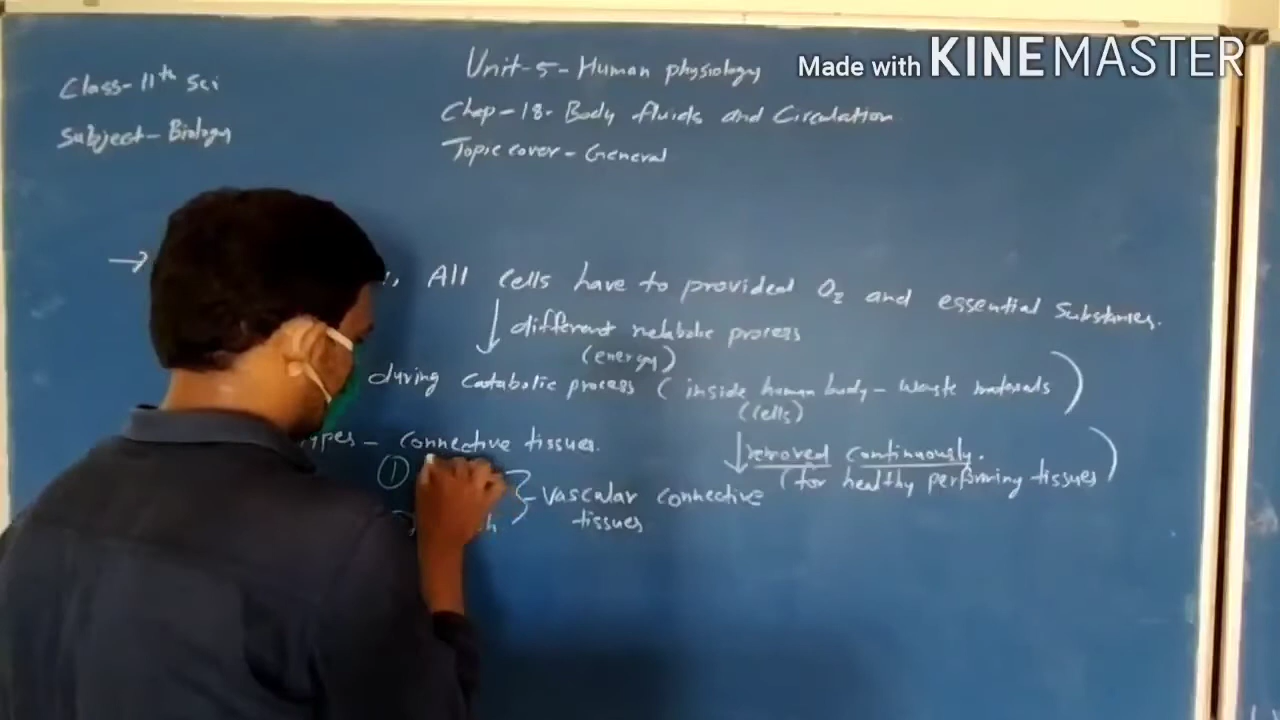 Class-11th Sci
Subject-Biology
Unit-5-Human physiology
Chap-18. Body fluids and Circulation
Topic cover-General
Made with KINEMASTER
→ All cells have to provided O2 and essential substances.
different metabolic process
(energy)
during catabolic process (inside human body-waste materials)
(cells)
Types - Connective tissues.
removed continuously.
(for healthy performing tissues)
①
} vascular connective
tissues